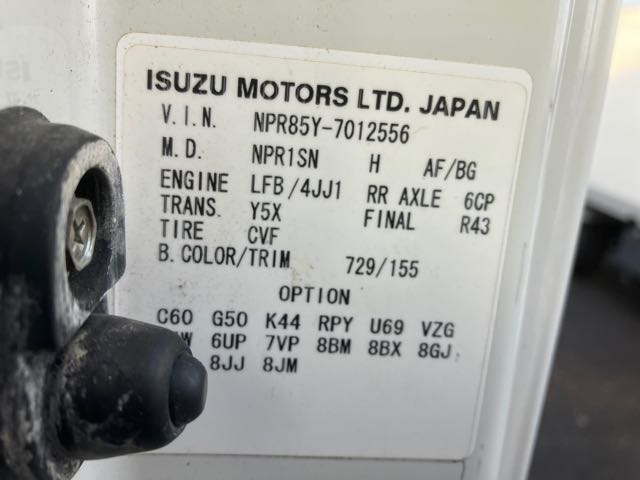 ISUZU MOTORS LTD. JAPAN
V.I.N. NPR85Y-7012556
M.D. NPR1SN H AF/BG
ENGINE LFB/4JJ1 RR AXLE 6CP
TRANS. Y5X FINAL R43
TIRE CVF
B.COLOR/TRIM 729/155
OPTION
C60 G50 K44 RPY U69 VZG
6UP 7VP 8BM 8BX 8GJ
8JJ 8JM